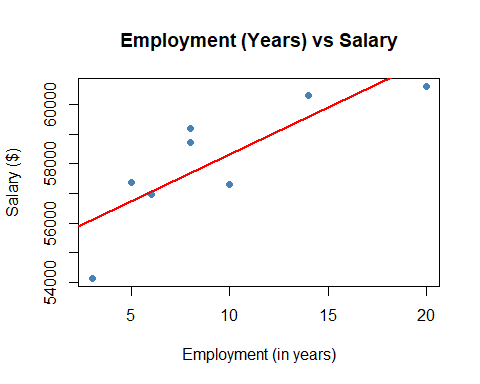 Employment (Years) vs Salary
Salary ($)
60000
58000
56000
54000
5
10
15
20
Employment (in years)